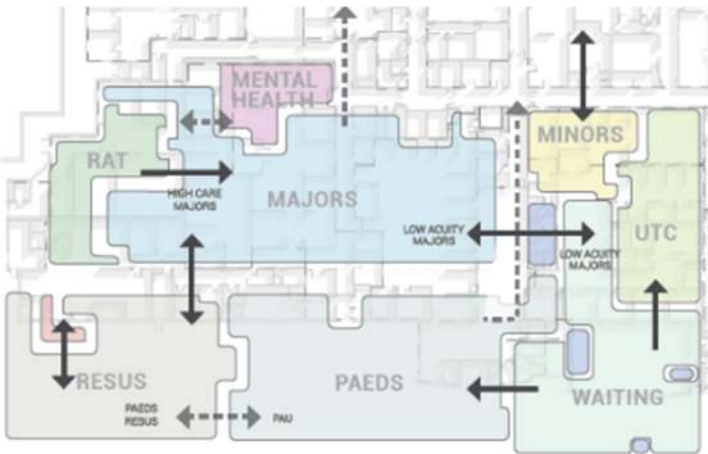 MENTAL
HEALTH
RAT
MINORS
HIGH CARE
MAJORS
MAJORS
LOW ACUITY
MAJORS
UTC
LOW ACUITY
MAJORS
RESUS
PAEDS
WAITING
PAEDS
RESUS
PAU